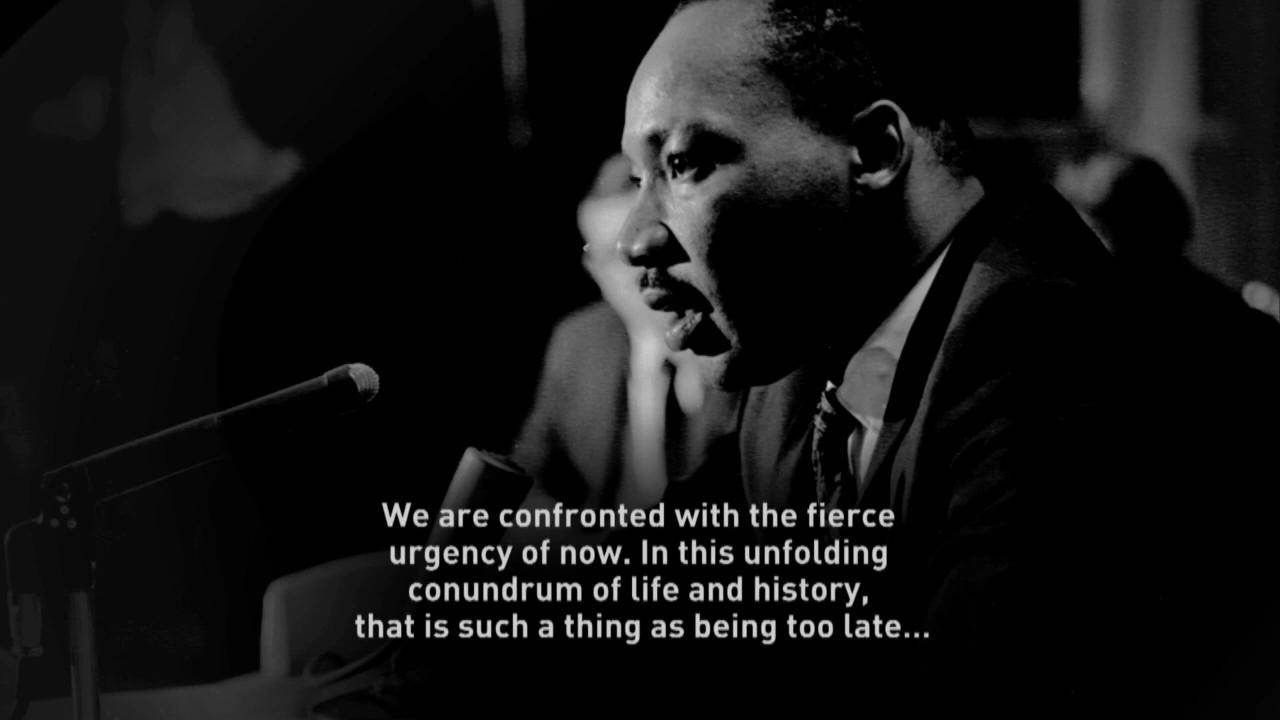 We are confronted with the fierce
urgency of now. In this unfolding
conundrum of life and history,
that is such a thing as being too late...